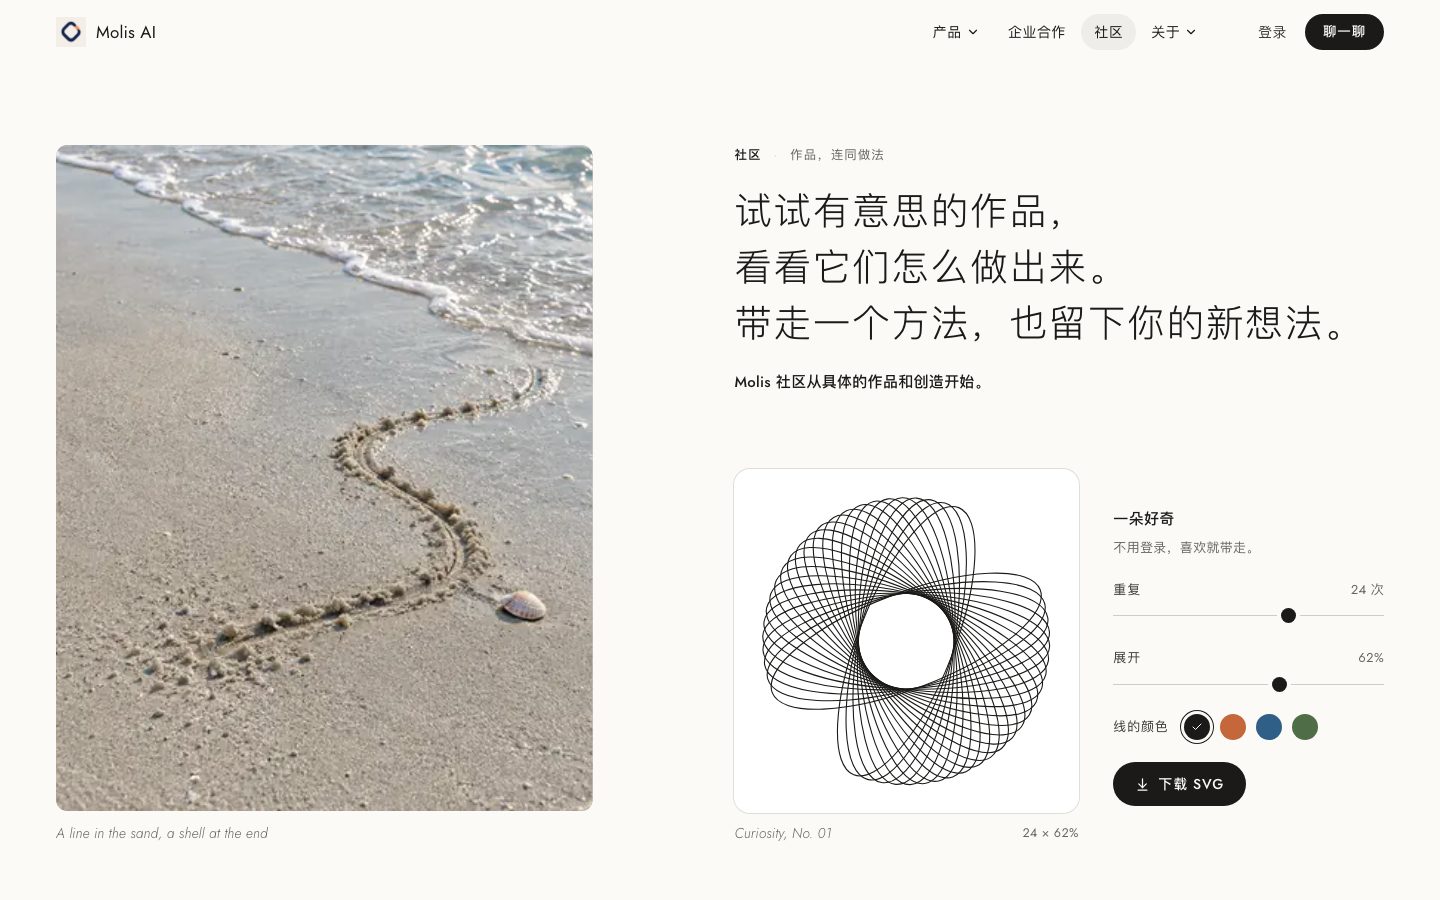 Molis AI
产品
企业合作
社区
关于
登录
聊一聊
社区 · 作品，连同做法
试试有意思的作品，
看看它们怎么做出来。
带走一个方法，也留下你的新想法。
Molis 社区从具体的作品和创造开始。
一朵好奇
不用登录，喜欢就带走。
重复 24 次
展开 62%
线的颜色
下载 SVG
A line in the sand, a shell at the end
Curiosity, No. 01
24 × 62%